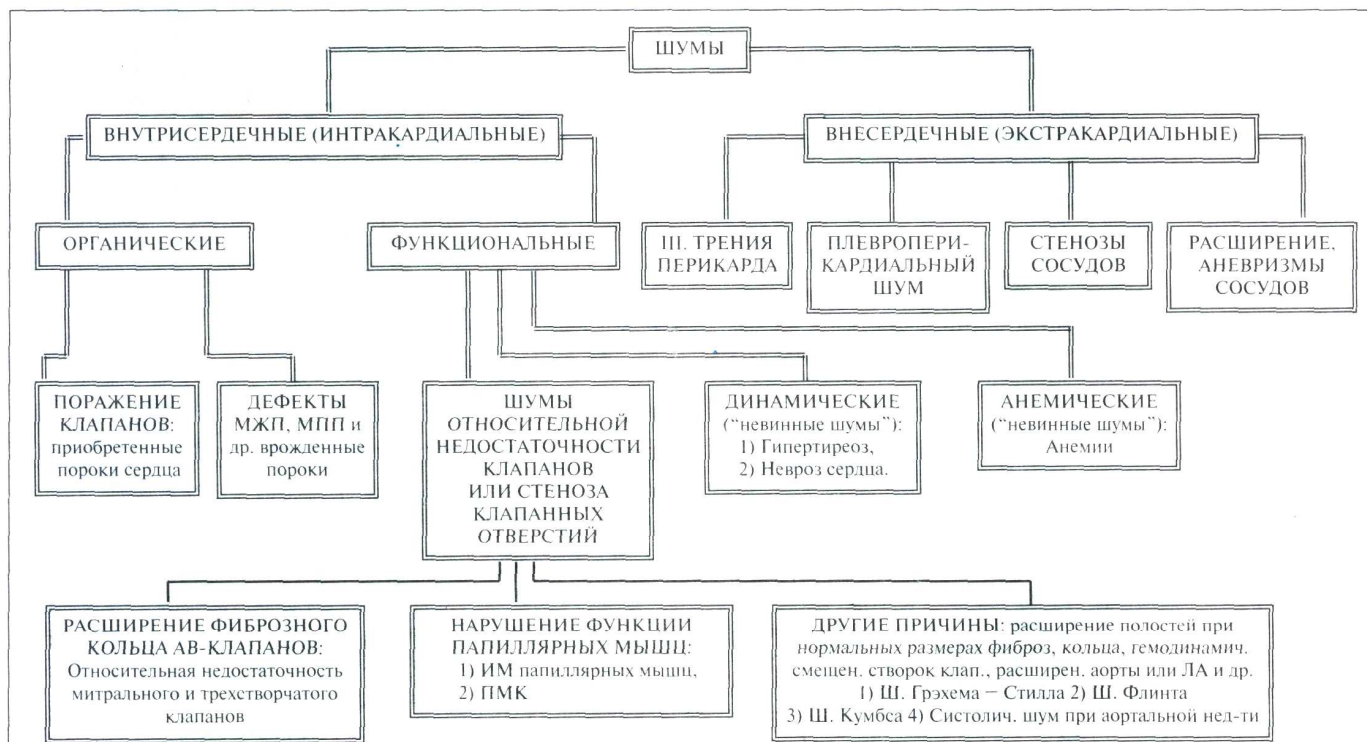 ШУМЫ
ВНУТРИСЕРДЕЧНЫЕ (ИНТРАКАРДИАЛЬНЫЕ)
ВНЕСЕРДЕЧНЫЕ (ЭКСТРАКАРДИАЛЬНЫЕ)
ОРГАНИЧЕСКИЕ
ФУНКЦИОНАЛЬНЫЕ
Ш. ТРЕНИЯ
ПЕРИКАРДА
ПЛЕВРОПЕРИ-
КАРДИАЛЬНЫЙ
ШУМ
СТЕНОЗЫ
СОСУДОВ
РАСШИРЕНИЕ,
АНЕВРИЗМЫ
СОСУДОВ
ПОРАЖЕНИЕ
КЛАПАНОВ:
приобретенные
пороки сердца
ДЕФЕКТЫ
МЖП, МПП и
др. врожденные
пороки
ШУМЫ
ОТНОСИТЕЛЬНОЙ
НЕДОСТАТОЧНОСТИ
КЛАПАНОВ
ИЛИ СТЕНОЗА
КЛАПАННЫХ
ОТВЕРСТИЙ
ДИНАМИЧЕСКИЕ
("невинные шумы"):
1) Гипертиреоз,
2) Невроз сердца.
АНЕМИЧЕСКИЕ
("невинные шумы"):
Анемии
РАСШИРЕНИЕ ФИБРОЗНОГО
КОЛЬЦА АВ-КЛАПАНОВ:
Относительная недостаточность
митрального и трехстворчатого
клапанов
НАРУШЕНИЕ ФУНКЦИИ
ПАПИЛЛЯРНЫХ МЫШЦ:
1) ИМ папиллярных мышц,
2) ПМК
ДРУГИЕ ПРИЧИНЫ: расширение полостей при
нормальных размерах фиброз, кольца, гемодинамич.
смещен. створок клап., расширен. аорты или ЛА и др.
1) Ш. Грэхема – Стилла 2) Ш. Флинта
3) Ш. Кумбса 4) Систолич. шум при аортальной нед-ти